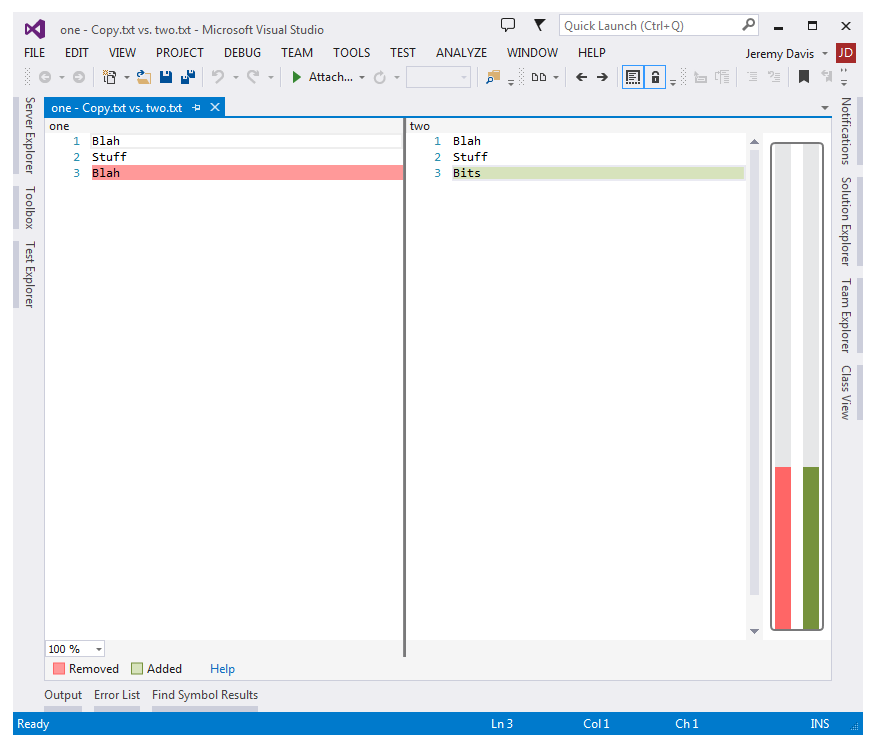 one - Copy.txt vs. two.txt - Microsoft Visual Studio
Quick Launch (Ctrl+Q)
FILE EDIT VIEW PROJECT DEBUG TEAM TOOLS TEST ANALYZE WINDOW HELP
Jeremy Davis JD
Attach...
one - Copy.txt vs. two.txt
Server Explorer
Toolbox
Test Explorer
one
1 Blah
2 Stuff
3 Blah
two
1 Blah
2 Stuff
3 Bits
Notifications
Solution Explorer
Team Explorer
Class View
100 %
Removed Added Help
Output Error List Find Symbol Results
Ready Ln 3 Col 1 Ch 1 INS